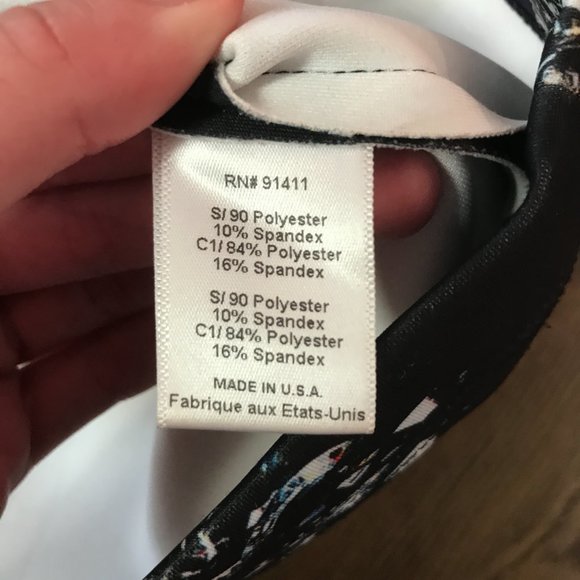 RN# 91411
S/ 90 Polyester
10% Spandex
C1/ 84% Polyester
16% Spandex
S/ 90 Polyester
10% Spandex
C1/ 84% Polyester
16% Spandex
MADE IN U.S.A.
Fabrique aux Etats-Unis